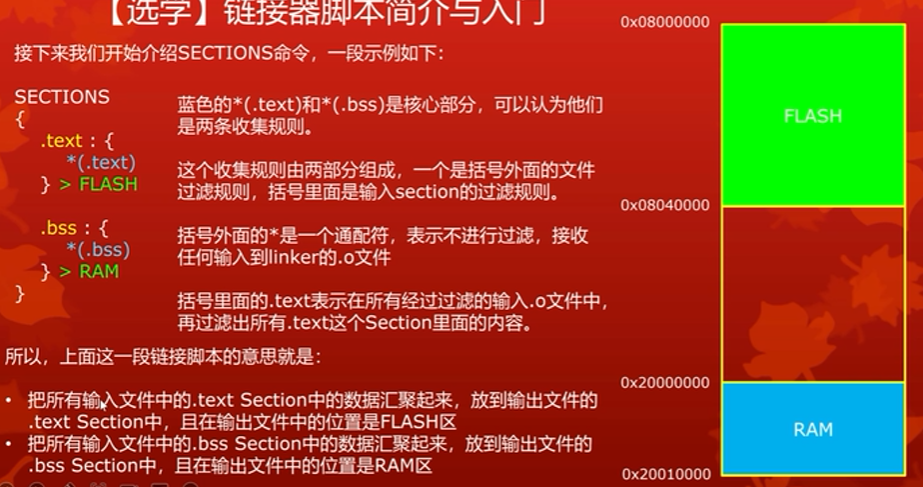 【选学】链接器脚本简介与入门
接下来我们开始介绍SECTIONS命令，一段示例如下：
SECTIONS
{
.text : {
*(.text)
} > FLASH
.bss : {
*(.bss)
} > RAM
}
蓝色的*(.text)和*(.bss)是核心部分，可以认为他们
是两条收集规则。
这个收集规则由两部分组成，一个是括号外面的文件
过滤规则，括号里面是输入section的过滤规则。
括号外面的*是一个通配符，表示不进行过滤，接收
任何输入到linker的.o文件
括号里面的.text表示在所有经过过滤的输入.o文件中，
再过滤出所有.text这个Section里面的内容。
所以，上面这一段链接脚本的意思就是：
• 把所有输入文件中的.text Section中的数据汇聚起来，放到输出文件的
.text Section中，且在输出文件中的位置是FLASH区
• 把所有输入文件中的.bss Section中的数据汇聚起来，放到输出文件的
.bss Section中，且在输出文件中的位置是RAM区
0x08000000
FLASH
0x08040000
0x20000000
RAM
0x20010000